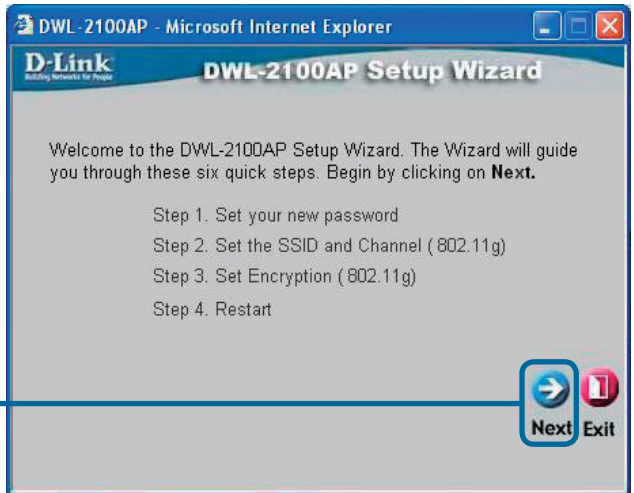 DWL-2100AP - Microsoft Internet Explorer
D-Link
Building Networks for People
DWL-2100AP Setup Wizard
Welcome to the DWL-2100AP Setup Wizard. The Wizard will guide
you through these six quick steps. Begin by clicking on Next.
Step 1. Set your new password
Step 2. Set the SSID and Channel ( 802.11g)
Step 3. Set Encryption ( 802.11g)
Step 4. Restart
Next Exit